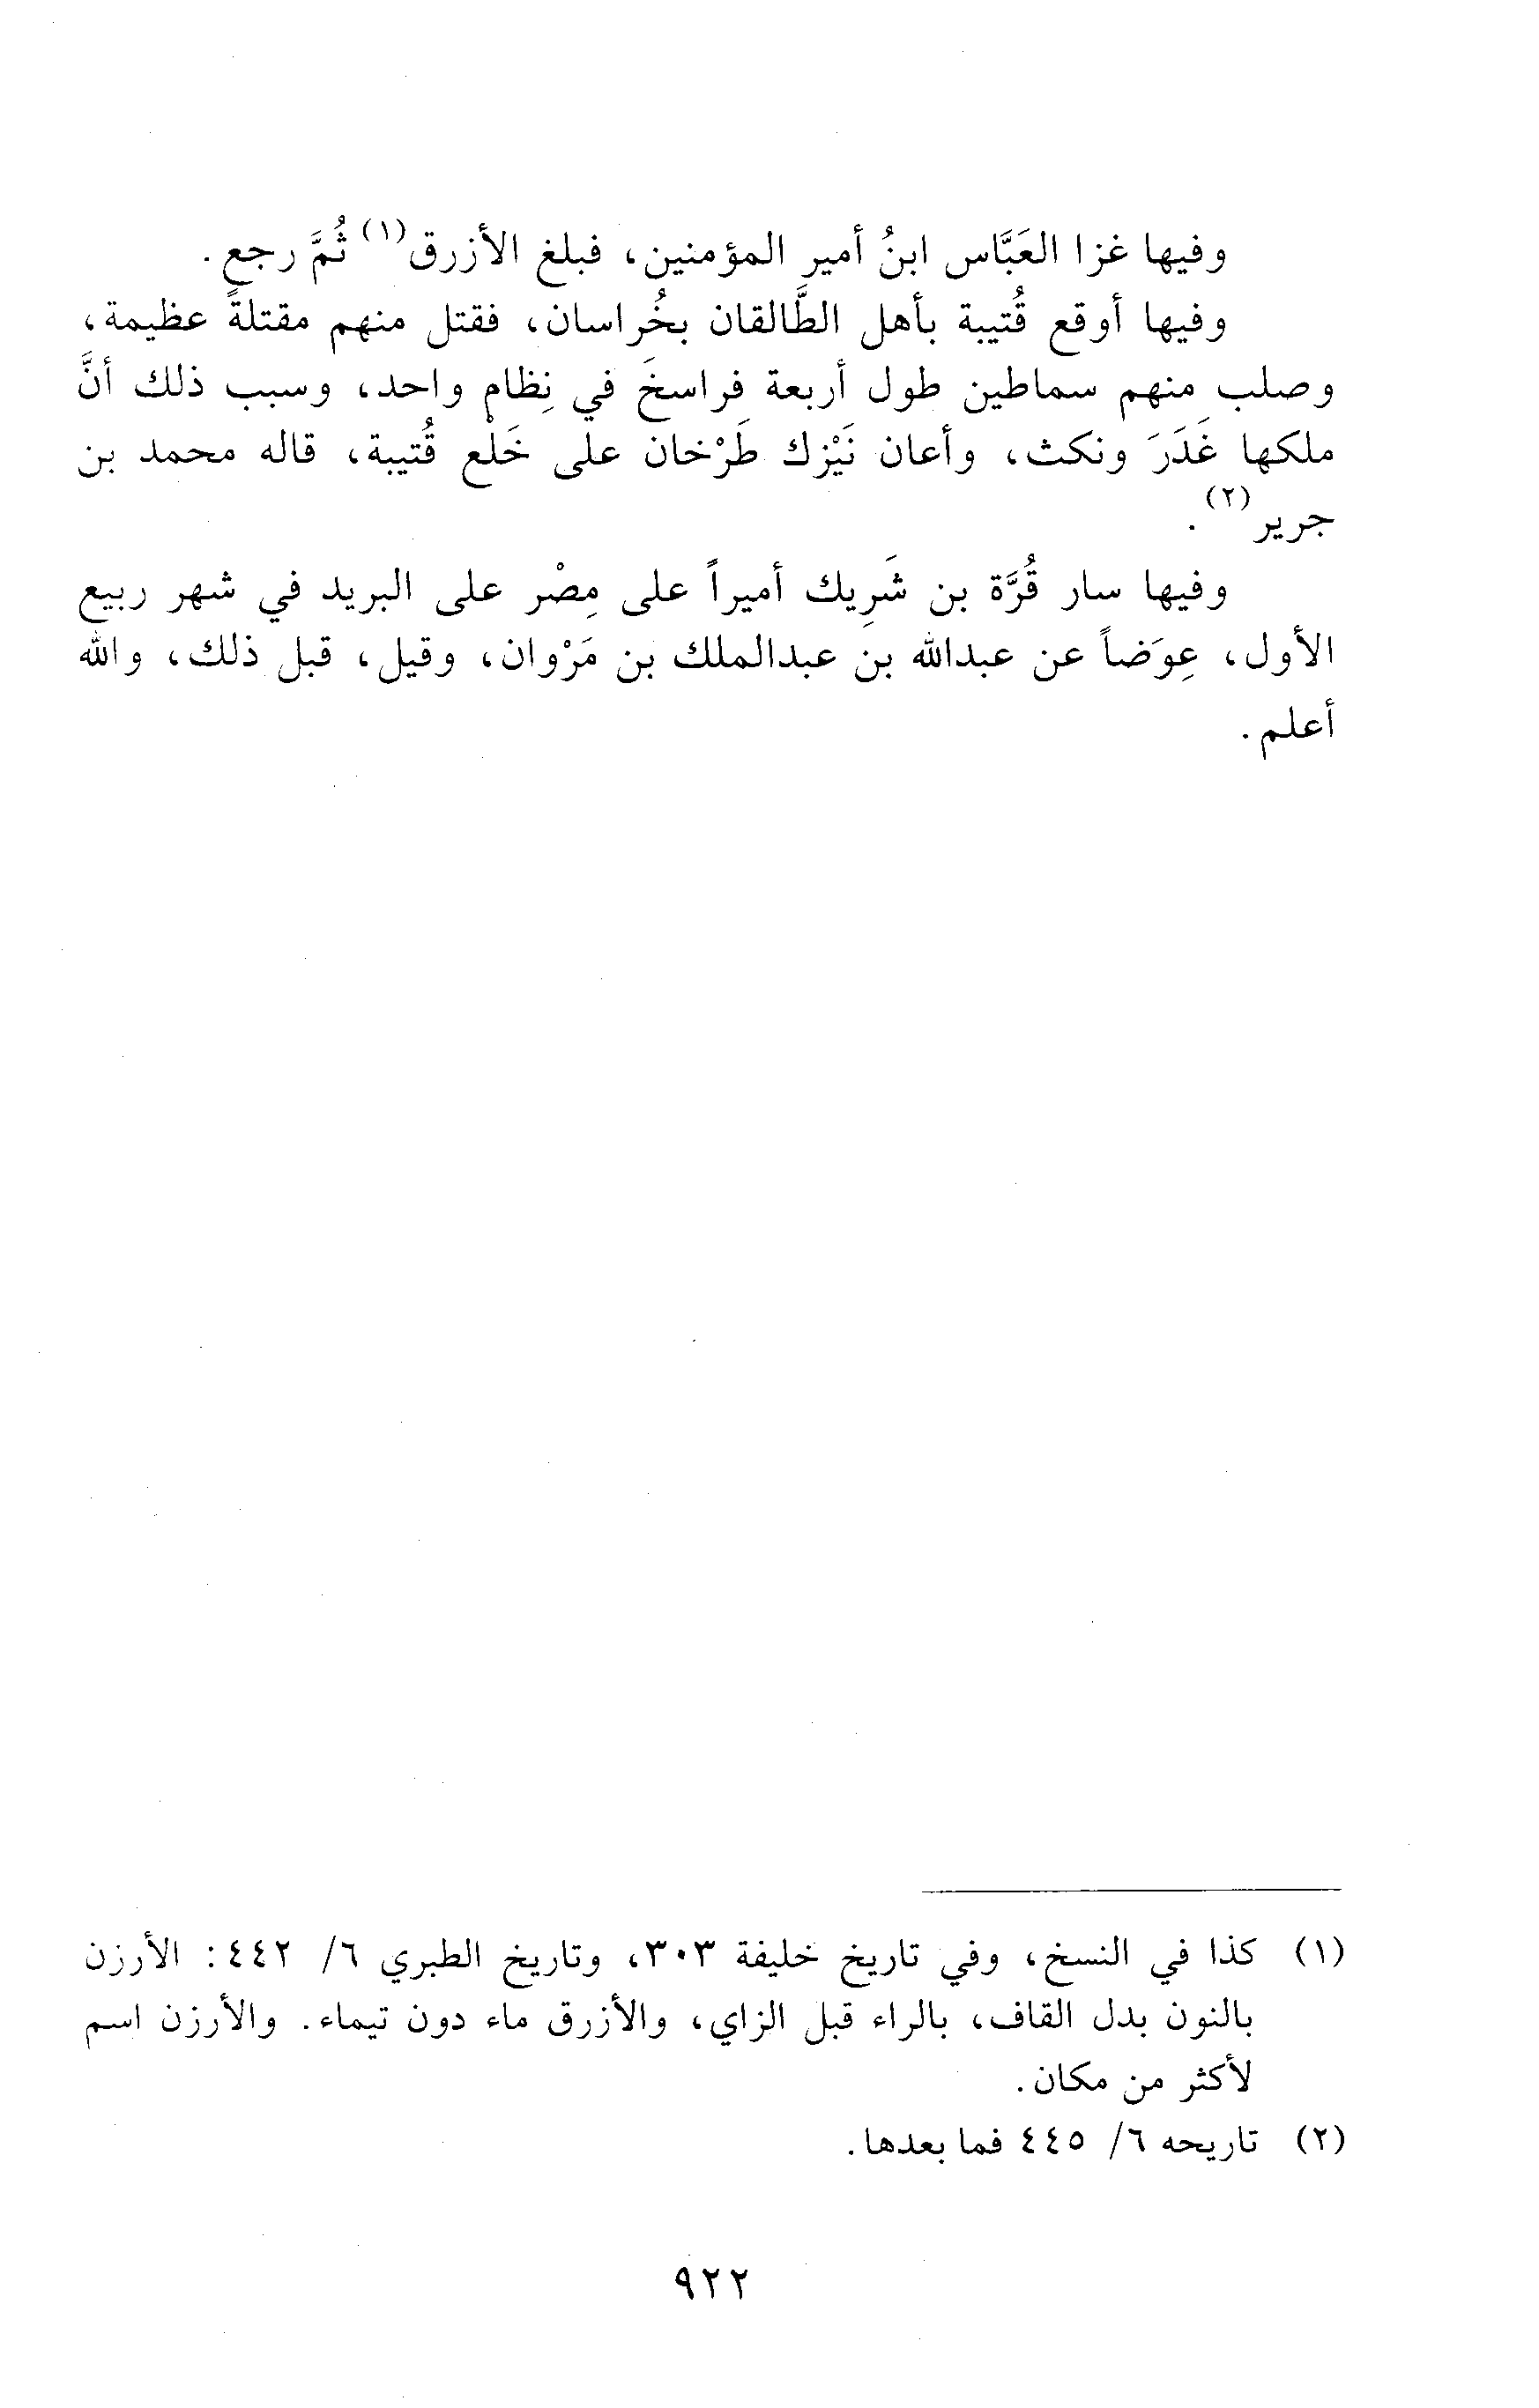 وفيها غزا العَبَّاس ابنُ أمير المؤمنين، فبلغ الأزرق(١) ثُمَّ رجع.
وفيها أوقع قُتيبة بأهل الطَّالقان بخُراسان، فقتل منهم مقتلةً عظيمة،
وصلب منهم سماطين طول أربعة فراسخَ في نِظام واحد، وسبب ذلك أنَّ
ملكها غَدَرَ ونكث، وأعان نَيْزِك طَرْخان على خَلْع قُتيبة، قاله محمد بن
جرير(٢).
وفيها سار قُرَّة بن شَرِيك أميراً على مِصْر على البريد في شهر ربيع
الأول، عِوَضاً عن عبدالله بن عبدالملك بن مَرْوان، وقيل، قبل ذلك، والله
أعلم.
(١) كذا في النسخ، وفي تاريخ خليفة ٣٠٣، وتاريخ الطبري ٦/ ٤٤٢: الأرزن
بالنون بدل القاف، بالراء قبل الزاي، والأزرق ماء دون تيماء. والأرزن اسم
لأكثر من مكان.
(٢) تاريحه ٦/ ٤٤٥ فما بعدها.
٩٢٢